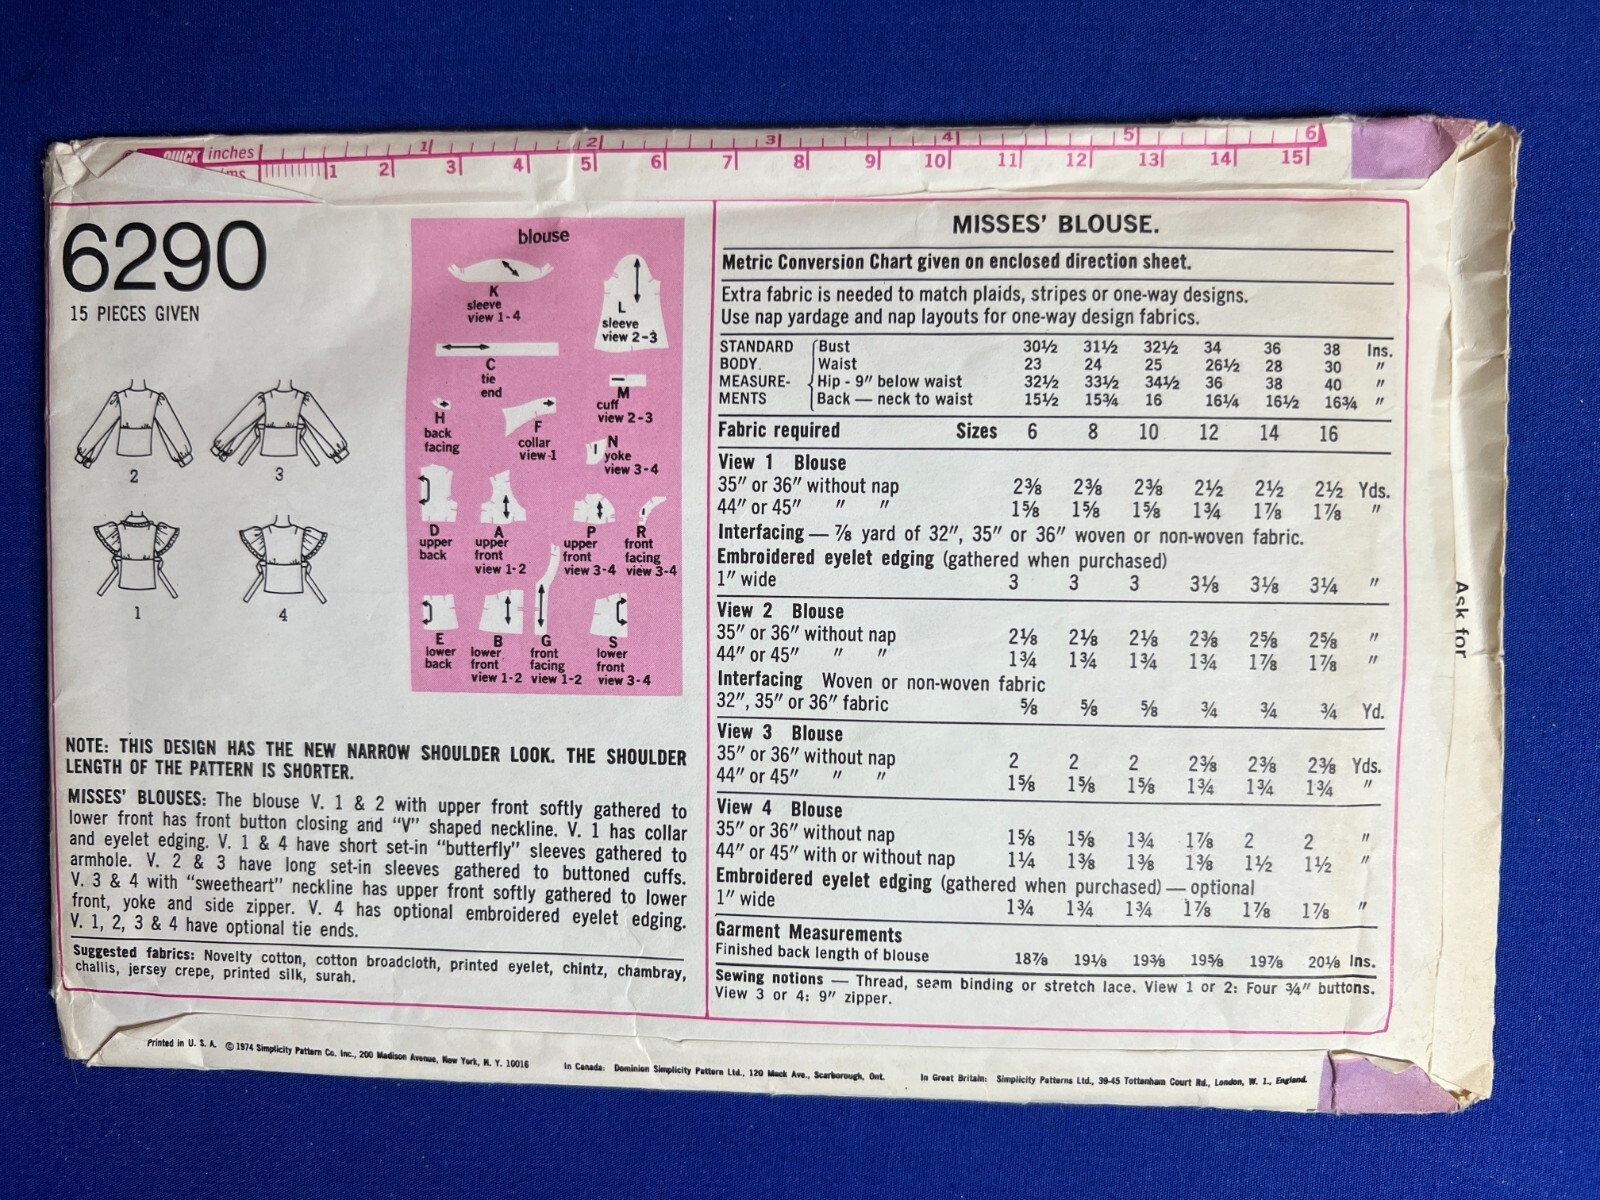 QUICK inches 1 2 3 4 5 6
ms 1 2 3 4 5 6 7 8 9 10 11 12 13 14 15
6290
15 PIECES GIVEN
2
3
1
4
blouse
K
sleeve
view 1-4
L
sleeve
view 2-3
C
tie
end
M
cuff
view 2-3
H
back
facing
F
collar
view-1
N
yoke
view 3-4
D
upper
back
A
upper
front
view 1-2
P
upper
front
view 3-4
R
front
facing
view 3-4
E
lower
back
B
lower
front
view 1-2
G
front
facing
view 1-2
S
lower
front
view 3-4
NOTE: THIS DESIGN HAS THE NEW NARROW SHOULDER LOOK. THE SHOULDER
LENGTH OF THE PATTERN IS SHORTER.
MISSES' BLOUSES: The blouse V. 1 & 2 with upper front softly gathered to
lower front has front button closing and "V" shaped neckline. V. 1 has collar
and eyelet edging. V. 1 & 4 have short set-in "butterfly" sleeves gathered to
armhole. V. 2 & 3 have long set-in sleeves gathered to buttoned cuffs.
V. 3 & 4 with "sweetheart" neckline has upper front softly gathered to lower
front, yoke and side zipper. V. 4 has optional embroidered eyelet edging.
V. 1, 2, 3 & 4 have optional tie ends.
Suggested fabrics: Novelty cotton, cotton broadcloth, printed eyelet, chintz, chambray,
challis, jersey crepe, printed silk, surah.
MISSES' BLOUSE.
Metric Conversion Chart given on enclosed direction sheet.
Extra fabric is needed to match plaids, stripes or one-way designs.
Use nap yardage and nap layouts for one-way design fabrics.
STANDARD Bust 30½ 31½ 32½ 34 36 38 Ins.
BODY. Waist 23 24 25 26½ 28 30 "
MEASURE- Hip - 9" below waist 32½ 33½ 34½ 36 38 40 "
MENTS Back — neck to waist 15½ 15¾ 16 16¼ 16½ 16¾ "
Fabric required Sizes 6 8 10 12 14 16
View 1 Blouse
35" or 36" without nap 2⅜ 2⅜ 2⅜ 2½ 2½ 2½ Yds.
44" or 45" " " 1⅝ 1⅝ 1⅝ 1¾ 1⅞ 1⅞ "
Interfacing — ⅞ yard of 32", 35" or 36" woven or non-woven fabric.
Embroidered eyelet edging (gathered when purchased)
1" wide 3 3 3 3⅛ 3⅛ 3¼ "
View 2 Blouse
35" or 36" without nap 2⅛ 2⅛ 2⅛ 2⅜ 2⅝ 2⅝ "
44" or 45" " " 1¾ 1¾ 1¾ 1¾ 1⅞ 1⅞ "
Interfacing Woven or non-woven fabric
32", 35" or 36" fabric ⅝ ⅝ ⅝ ¾ ¾ ¾ Yd.
View 3 Blouse
35" or 36" without nap 2 2 2 2⅜ 2⅜ 2⅜ Yds.
44" or 45" " " 1⅝ 1⅝ 1⅝ 1¾ 1¾ 1¾ "
View 4 Blouse
35" or 36" without nap 1⅝ 1⅝ 1¾ 1⅞ 2 2 "
44" or 45" with or without nap 1¼ 1⅜ 1⅜ 1⅜ 1½ 1½ "
Embroidered eyelet edging (gathered when purchased) — optional
1" wide 1¾ 1¾ 1¾ 1⅞ 1⅞ 1⅞ "
Garment Measurements
Finished back length of blouse 18⅞ 19⅛ 19⅜ 19⅝ 19⅞ 20⅛ Ins.
Sewing notions — Thread, seam binding or stretch lace. View 1 or 2: Four ¾" buttons.
View 3 or 4: 9" zipper.
Ask for
Printed in U. S. A. © 1974 Simplicity Pattern Co. Inc., 200 Madison Avenue, New York, N. Y. 10016
In Canada: Dominion Simplicity Pattern Ltd., 120 Mack Ave., Scarborough, Ont.
In Great Britain: Simplicity Patterns Ltd., 39-45 Tottenham Court Rd., London, W. 1., England.